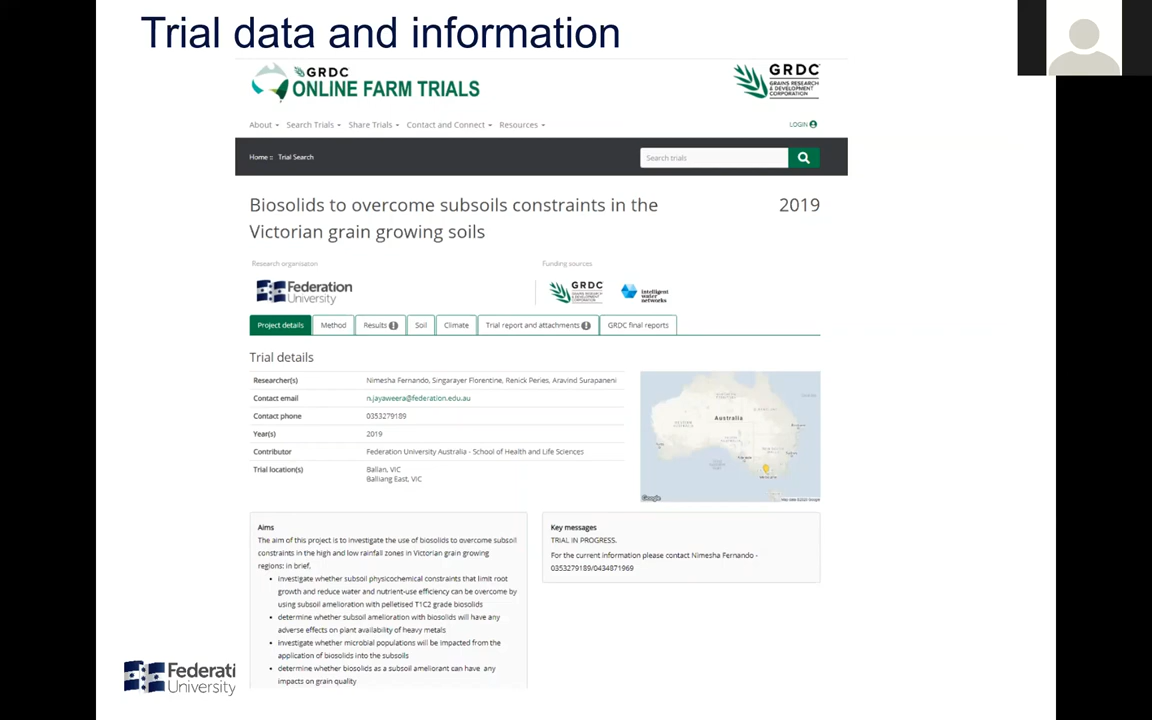 Trial data and information
GRDC
ONLINE FARM TRIALS
GRDC
GRAINS RESEARCH
& DEVELOPMENT
CORPORATION
About Search Trials Share Trials Contact and Connect Resources
LOGIN
Home :: Trial Search
Search trials
Biosolids to overcome subsoils constraints in the
Victorian grain growing soils
2019
Research organisation
Funding sources
Federation
University
GRDC
GRAINS RESEARCH
& DEVELOPMENT
CORPORATION
intelligent
water
networks
Project details Method Results Soil Climate Trial report and attachments GRDC final reports
Trial details
Researcher(s) Nimesha Fernando, Singarayer Florentine, Renick Peries, Aravind Surapaneni
Contact email n.jayaweera@federation.edu.au
Contact phone 0353279189
Year(s) 2019
Contributor Federation University Australia - School of Health and Life Sciences
Trial location(s) Ballan, VIC
Balliang East, VIC
Australia
Google
Aims
The aim of this project is to investigate the use of biosolids to overcome subsoil
constraints in the high and low rainfall zones in Victorian grain growing
regions: in brief,
• investigate whether subsoil physicochemical constraints that limit root
growth and reduce water and nutrient-use efficiency can be overcome by
using subsoil amelioration with pelletised T1C2 grade biosolids
• determine whether subsoil amelioration with biosolids will have any
adverse effects on plant availability of heavy metals
• investigate whether microbial populations will be impacted from the
application of biosolids into the subsoils
• determine whether biosolids as a subsoil ameliorant can have any
impacts on grain quality
Key messages
TRIAL IN PROGRESS.
For the current information please contact Nimesha Fernando -
0353279189/0434871969
Federati
University